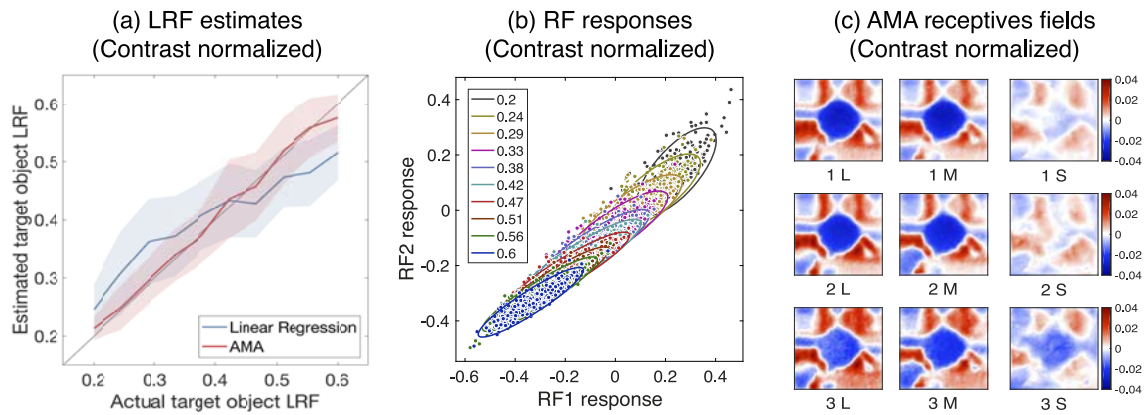 (a) LRF estimates
(Contrast normalized)
0.6
0.5
0.4
0.3
0.2
Estimated target object LRF
Linear Regression
AMA
0.2 0.3 0.4 0.5 0.6
Actual target object LRF
(b) RF responses
(Contrast normalized)
0.4
0.2
0
-0.2
-0.4
RF2 response
0.2
0.24
0.29
0.33
0.38
0.42
0.47
0.51
0.56
0.6
-0.6 -0.4 -0.2 0 0.2 0.4
RF1 response
(c) AMA receptives fields
(Contrast normalized)
0.04
0.02
0
-0.02
-0.04
1 L 1 M 1 S
0.04
0.02
0
-0.02
-0.04
2 L 2 M 2 S
0.04
0.02
0
-0.02
-0.04
3 L 3 M 3 S